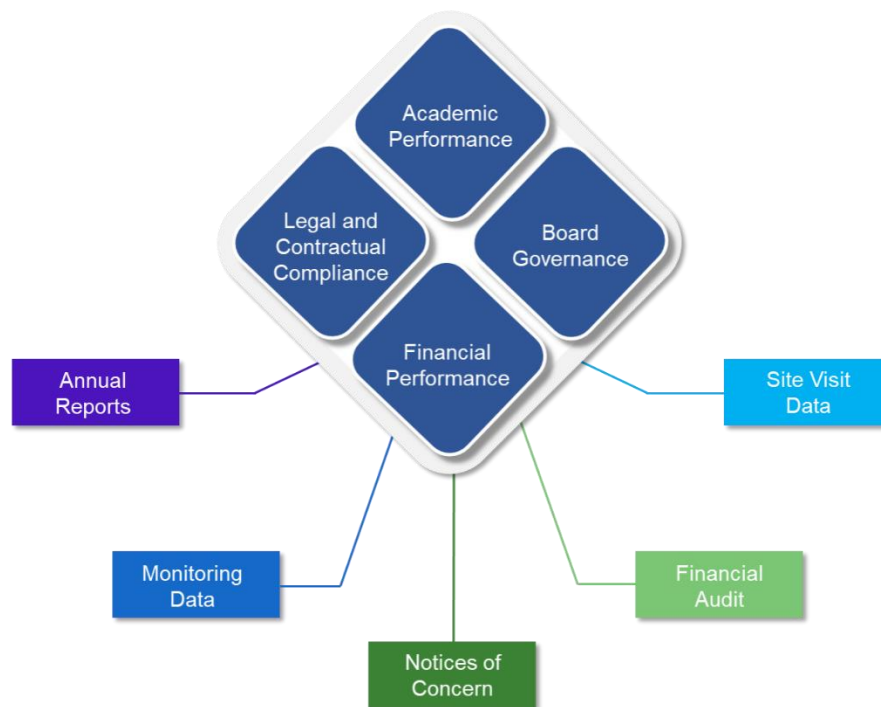 Academic
Performance
Legal and
Contractual
Compliance
Board
Governance
Financial
Performance
Annual
Reports
Site Visit
Data
Monitoring
Data
Financial
Audit
Notices of
Concern